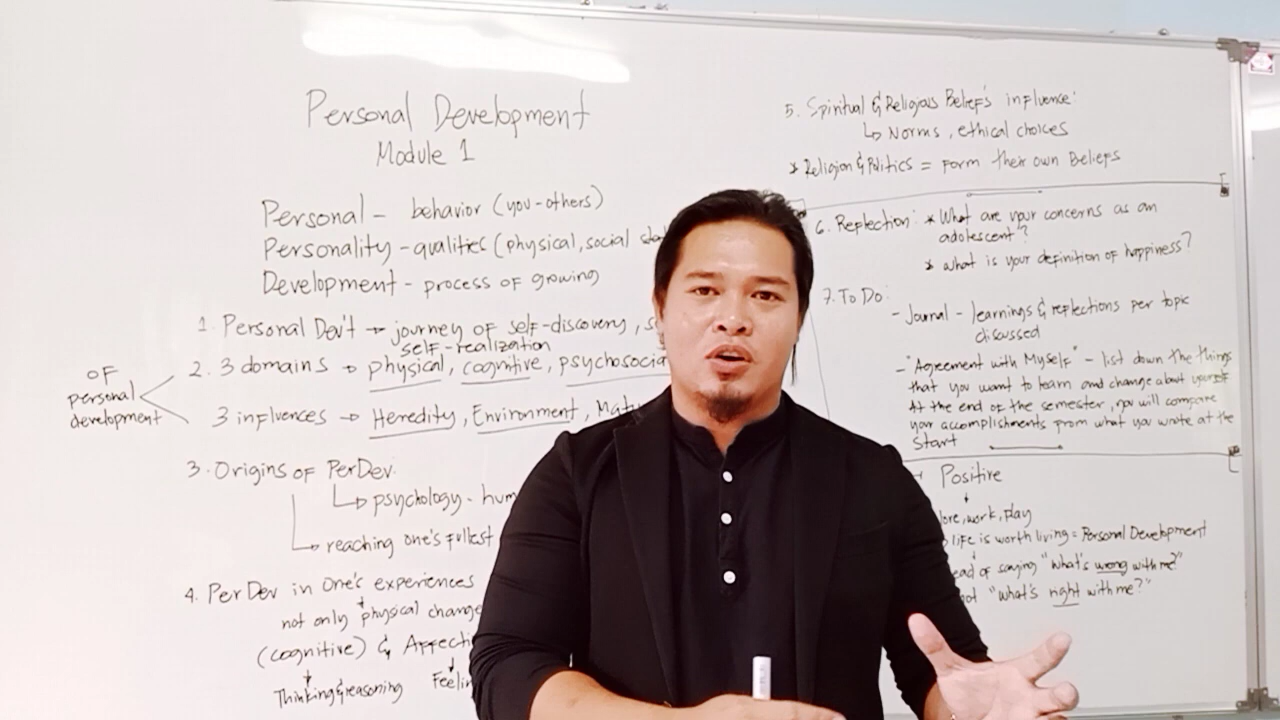 Personal Development
Module 1
Personal - behavior (you-others)
Personality - qualities (physical, social
Development - process of growing
1. Personal Dev't → journey of self-discovery,
self-realization
2. 3 domains → physical, cognitive, psychosocia
3 influences → Heredity, Environment, Matu
of
personal
development
3. Origins of PerDev
psychology - hum
reaching one's fullest
4. PerDev in One's experiences
not only physical change
(cognitive) & Affecti
Thinking & reasoning Feelin
5. Spiritual & Religious Beliefs influence:
↳ Norms, ethical choices
* Religion & Politics = form their own Beliefs
6. Reflection: * What are your concerns as an
adolescent?
* what is your definition of happiness?
7. To Do:
- Journal - learnings & reflections per topic
discussed
- "Agreement with Myself" - list down the things
that you want to learn and change about yourself
At the end of the semester, you will compare
your accomplishments from what you wrote at the
start
Positive
love, work, play
life is worth living = Personal Development
ead of saying "what's wrong with me?"
not "what's right with me?"